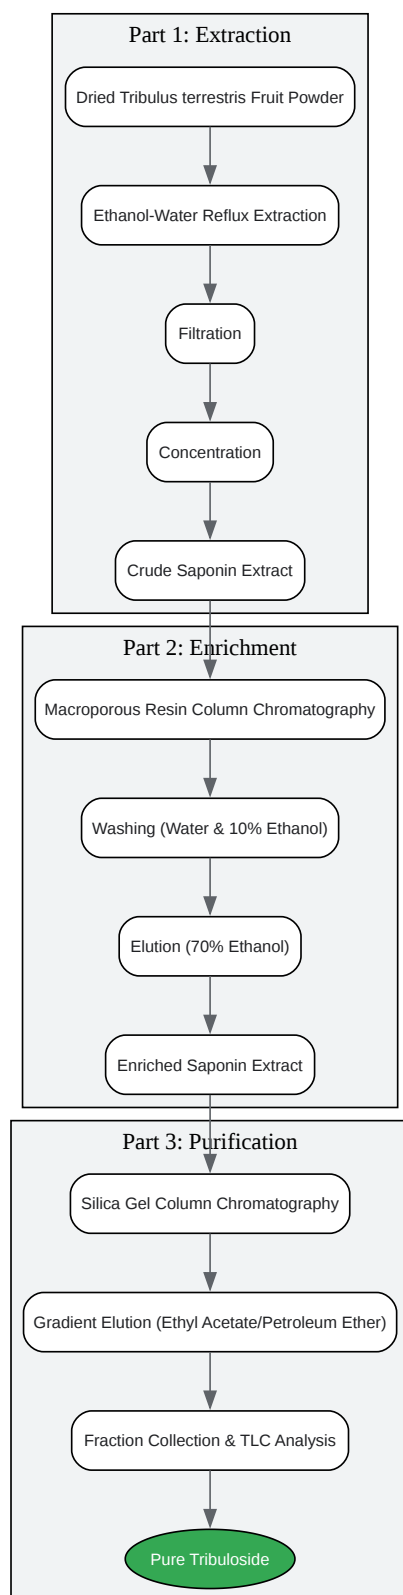 Part 1: Extraction
Dried Tribulus terrestris Fruit Powder
Ethanol-Water Reflux Extraction
Filtration
Concentration
Crude Saponin Extract
Part 2: Enrichment
Macroporous Resin Column Chromatography
Washing (Water & 10% Ethanol)
Elution (70% Ethanol)
Enriched Saponin Extract
Part 3: Purification
Silica Gel Column Chromatography
Gradient Elution (Ethyl Acetate/Petroleum Ether)
Fraction Collection & TLC Analysis
Pure Tribuloside